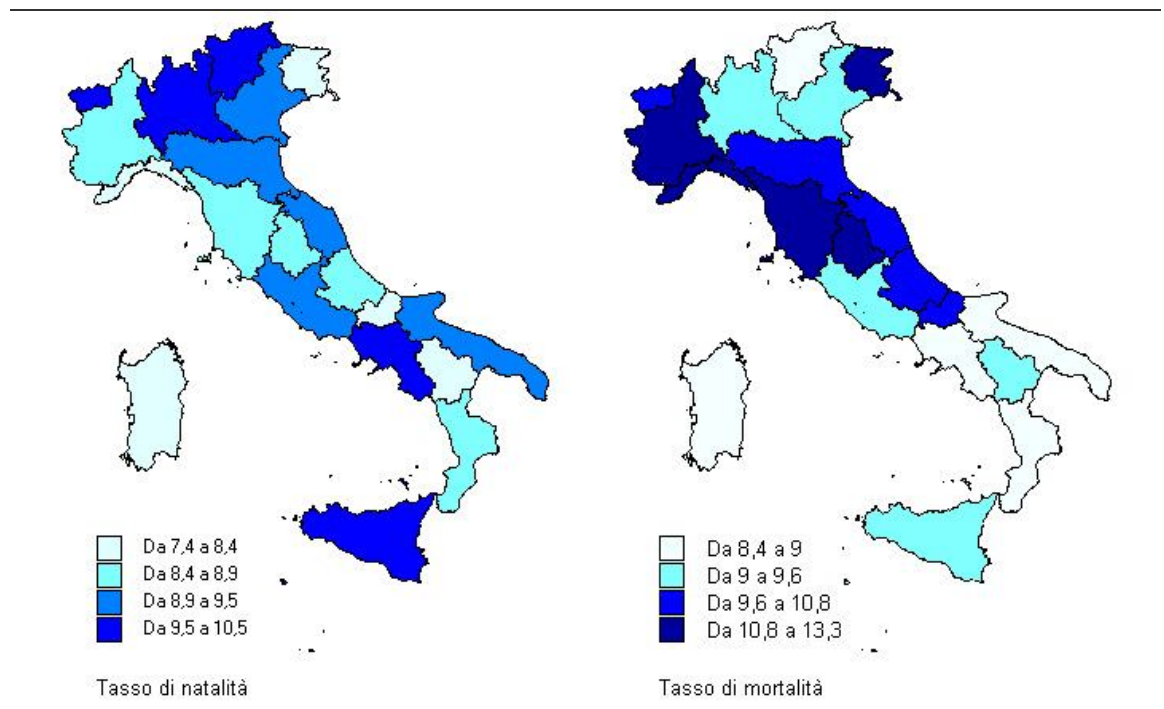 Da 7,4 a 8,4
Da 8,4 a 8,9
Da 8,9 a 9,5
Da 9,5 a 10,5
Tasso di natalità
Da 8,4 a 9
Da 9 a 9,6
Da 9,6 a 10,8
Da 10,8 a 13,3
Tasso di mortalità